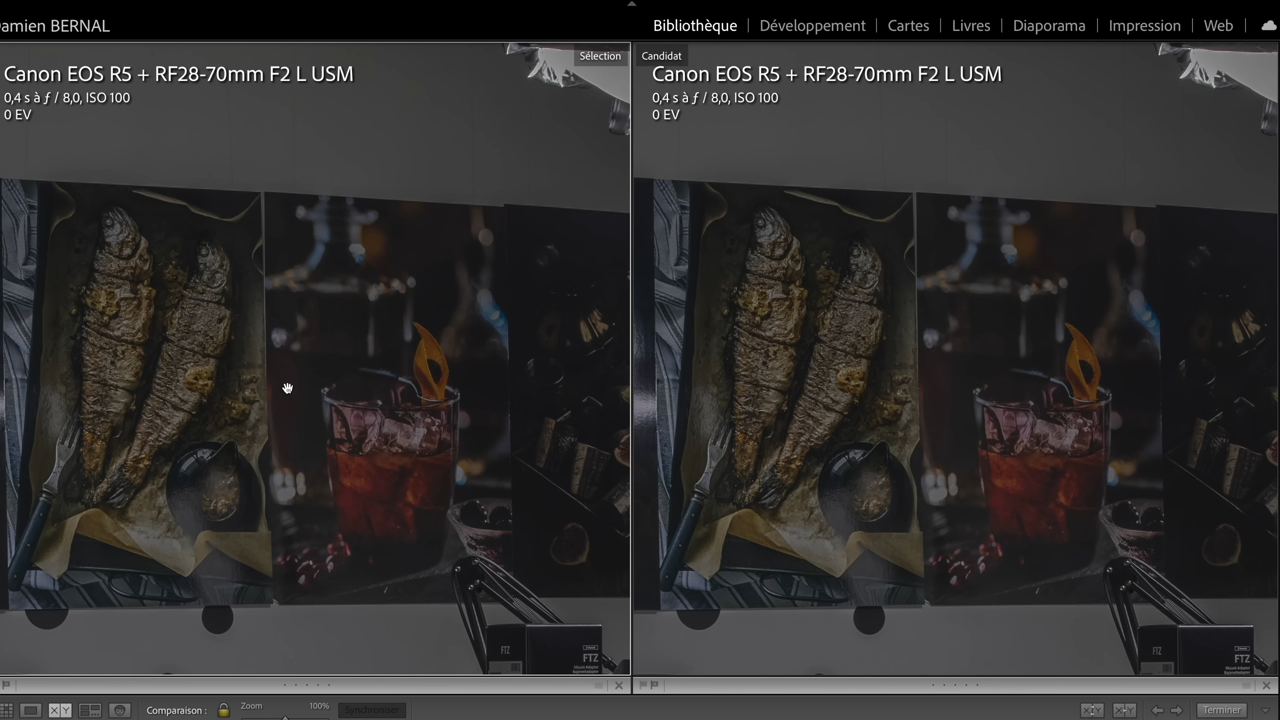 amien BERNAL
Bibliothèque | Développement | Cartes | Livres | Diaporama | Impression | Web
Sélection
Canon EOS R5 + RF28-70mm F2 L USM
0,4 s à ƒ / 8,0, ISO 100
0 EV
Candidat
Canon EOS R5 + RF28-70mm F2 L USM
0,4 s à ƒ / 8,0, ISO 100
0 EV
FTZ
FTZ
FTZ
FTZ
Comparaison :
Zoom
100%
Synchroniser
Terminer